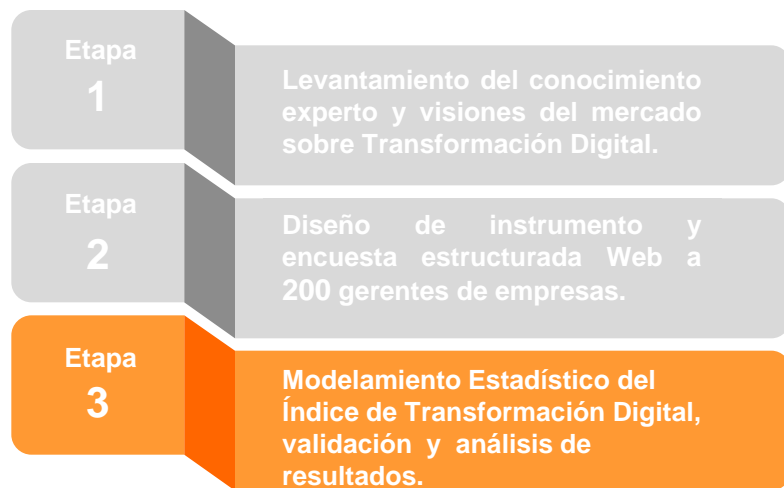 Etapa
1
Levantamiento del conocimiento
experto y visiones del mercado
sobre Transformación Digital.
Etapa
2
Diseño de instrumento y
encuesta estructurada Web a
200 gerentes de empresas.
Etapa
3
Modelamiento Estadístico del
Índice de Transformación Digital,
validación y análisis de
resultados.